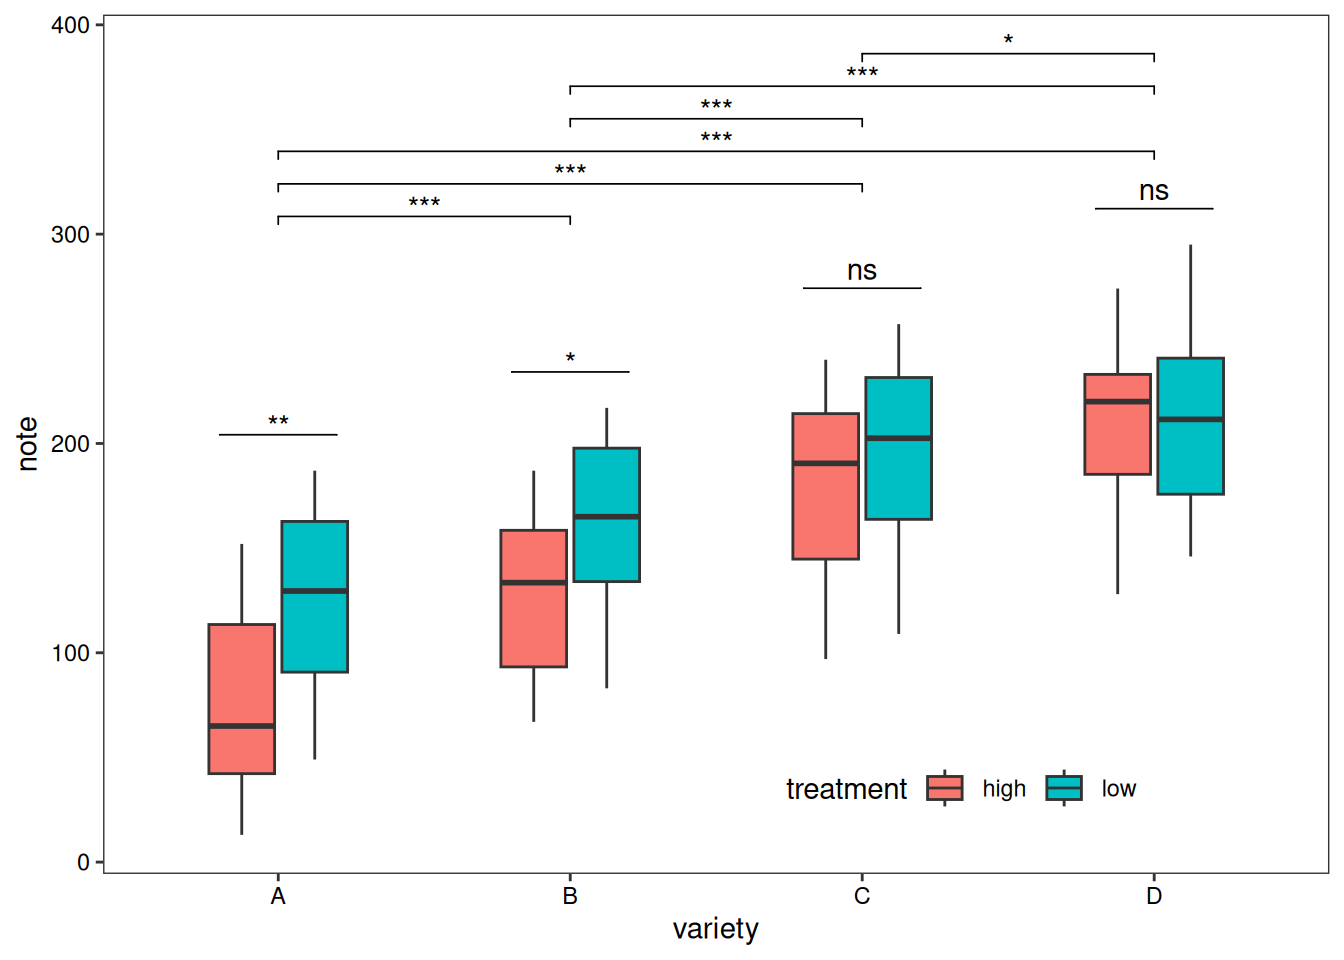 400
*
***
***
***
***
***
ns
300
ns
*
**
200
note
100
treatment high low
0
A B C D
variety